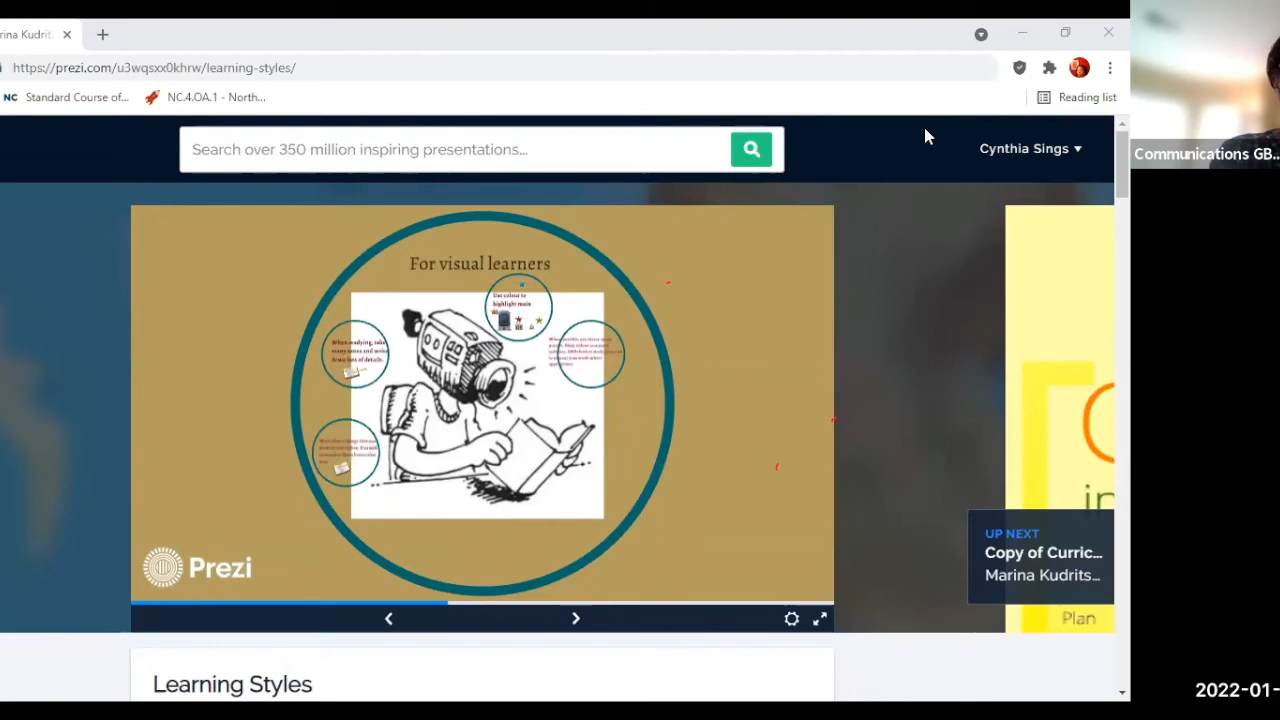 rina Kudrit
https://prezi.com/u3wqsxx0khrw/learning-styles/
NC Standard Course of...
NC.4.OA.1 - North...
Reading list
Search over 350 million inspiring presentations...
Cynthia Sings
Communications GB...
For visual learners
Use colour to
highlight main
When studying, take
many notes and write
down lots of details.
UP NEXT
Copy of Curric...
Marina Kudrits...
Prezi
in
Plan
Learning Styles
2022-01-